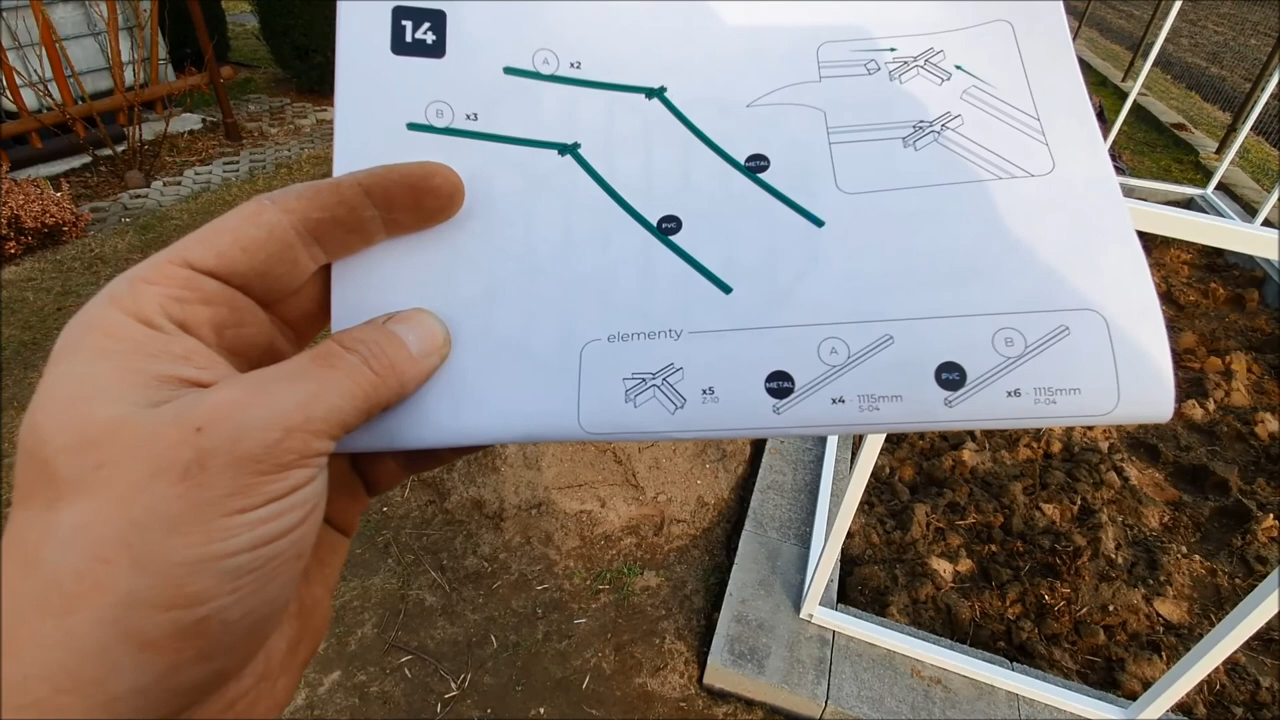 14
A x2
METAL
B x3
PVC
elementy
x5
Z-10
METAL
A
x4 - 1115mm
S-04
PVC
B
x6 - 1115mm
P-04